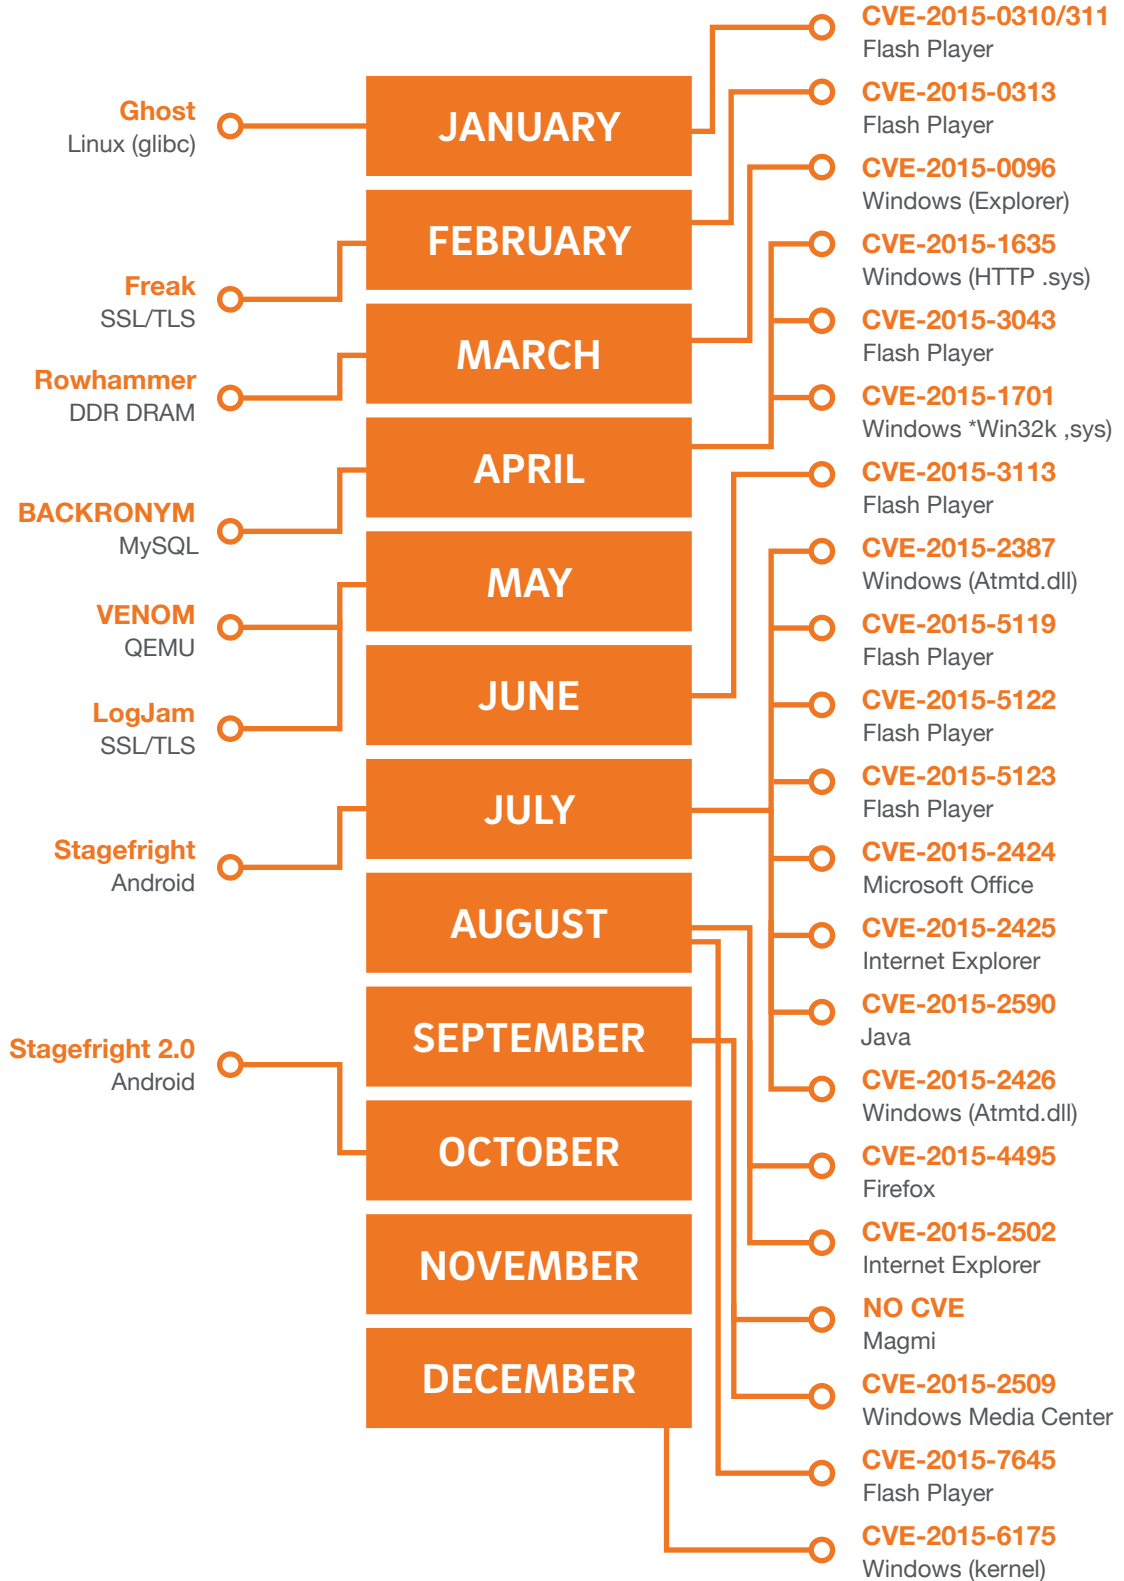 Ghost
Linux (glibc)
Freak
SSL/TLS
Rowhammer
DDR DRAM
BACKRONYM
MySQL
VENOM
QEMU
LogJam
SSL/TLS
Stagefright
Android
Stagefright 2.0
Android
JANUARY
FEBRUARY
MARCH
APRIL
MAY
JUNE
JULY
AUGUST
SEPTEMBER
OCTOBER
NOVEMBER
DECEMBER
CVE-2015-0310/311
Flash Player
CVE-2015-0313
Flash Player
CVE-2015-0096
Windows (Explorer)
CVE-2015-1635
Windows (HTTP .sys)
CVE-2015-3043
Flash Player
CVE-2015-1701
Windows *Win32k ,sys)
CVE-2015-3113
Flash Player
CVE-2015-2387
Windows (Atmtd.dll)
CVE-2015-5119
Flash Player
CVE-2015-5122
Flash Player
CVE-2015-5123
Flash Player
CVE-2015-2424
Microsoft Office
CVE-2015-2425
Internet Explorer
CVE-2015-2590
Java
CVE-2015-2426
Windows (Atmtd.dll)
CVE-2015-4495
Firefox
CVE-2015-2502
Internet Explorer
NO CVE
Magmi
CVE-2015-2509
Windows Media Center
CVE-2015-7645
Flash Player
CVE-2015-6175
Windows (kernel)